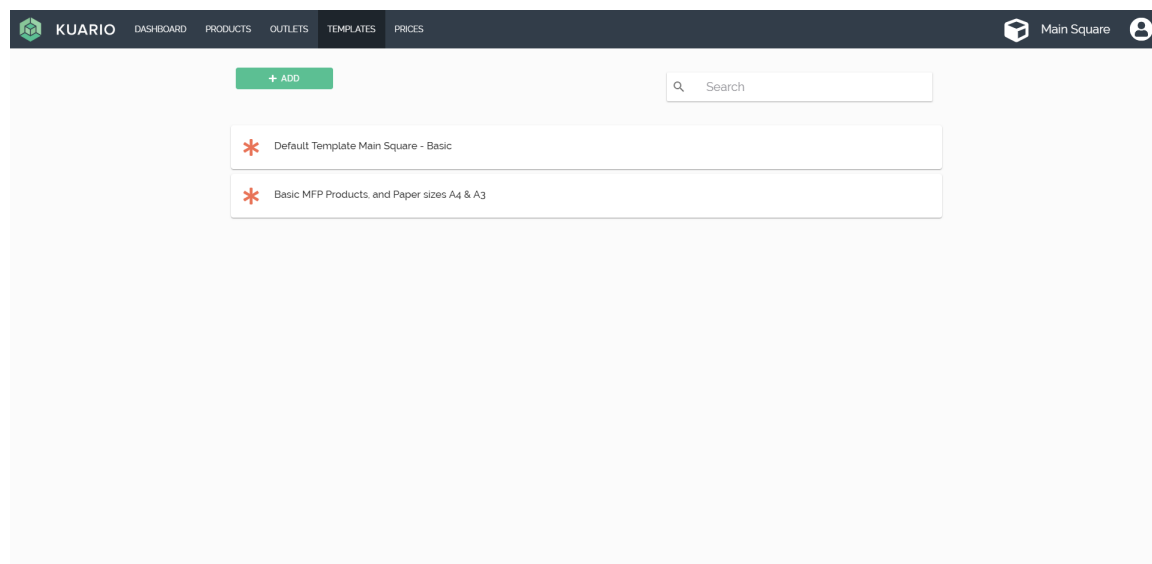 KUARIO DASHBOARD PRODUCTS OUTLETS TEMPLATES PRICES Main Square
+ ADD
Search
Default Template Main Square - Basic
Basic MFP Products, and Paper sizes A4 & A3